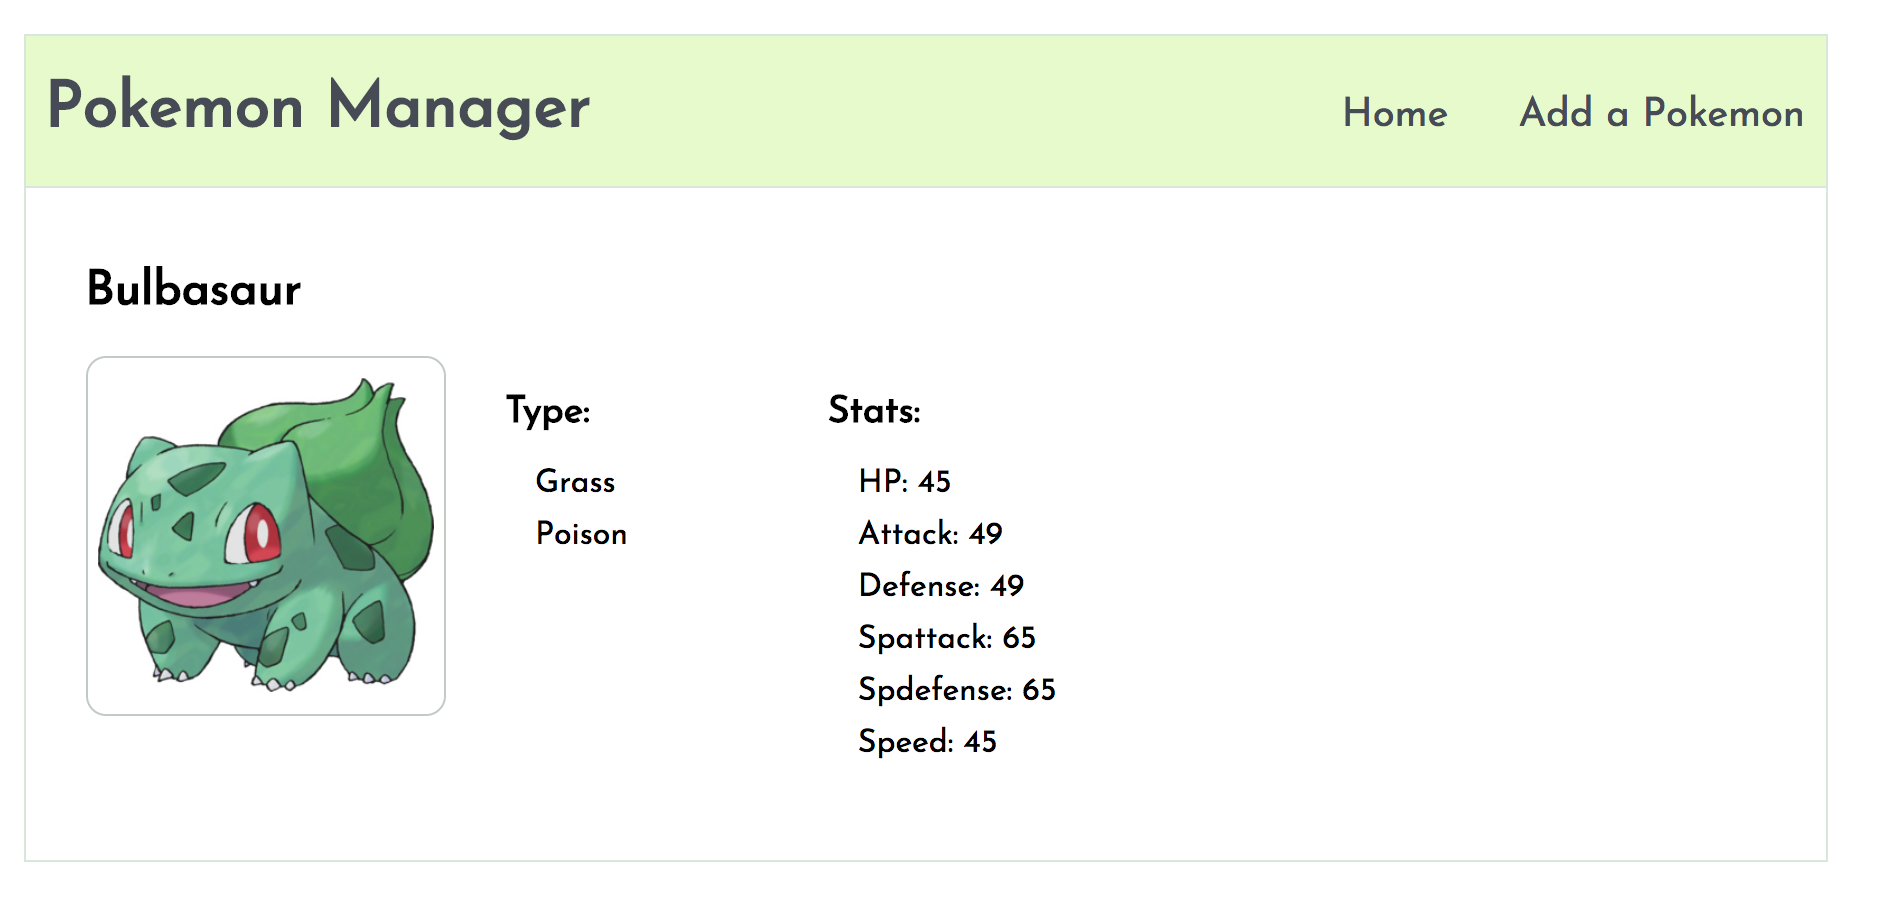 Pokemon Manager
Home
Add a Pokemon
Bulbasaur
Type:
Grass
Poison
Stats:
HP: 45
Attack: 49
Defense: 49
Spattack: 65
Spdefense: 65
Speed: 45